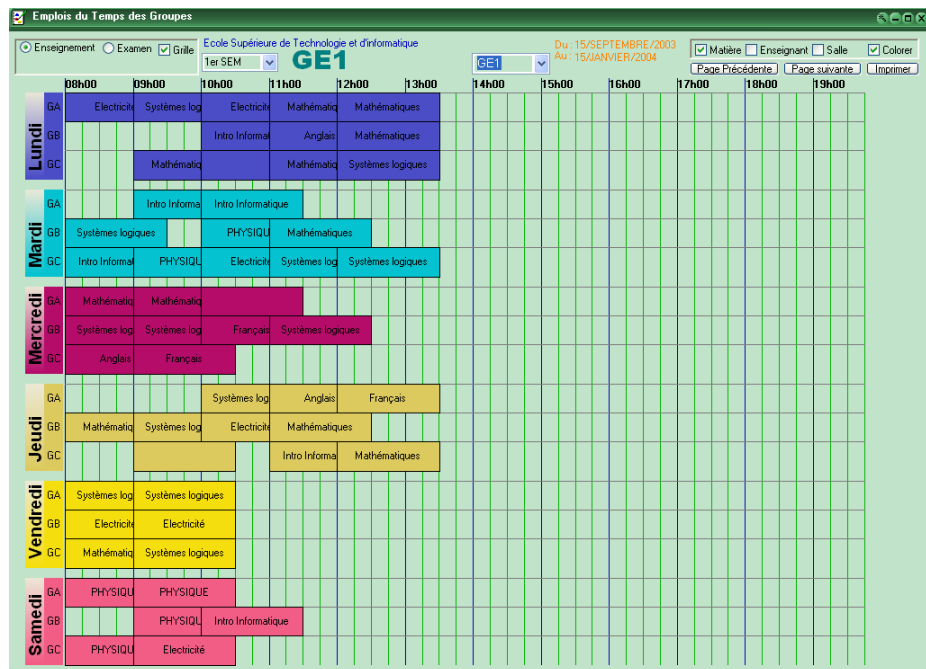 Emplois du Temps des Groupes
Enseignement Examen Grille
Ecole Supérieure de Technologie et d'informatique
1er SEM GE1
GE1
Du : 15/SEPTEMBRE/2003
Au : 15/JANVIER/2004
Matière Enseignant Salle Colorer
Page Précédente Page suivante Imprimer
08h00 09h00 10h00 11h00 12h00 13h00 14h00 15h00 16h00 17h00 18h00 19h00
Lundi
GA Electricité Systèmes log Electricité Mathématiq Mathématiques
GB Intro Informat Anglais Mathématiques
GC Mathématiq Mathématiq Systèmes logiques
Mardi
GA Intro Informa Intro Informatique
GB Systèmes logiques PHYSIQU Mathématiques
GC Intro Informat PHYSIQU Electricité Systèmes log Systèmes logiques
Mercredi
GA Mathématiq Mathématiq
GB Systèmes log Systèmes log Français Systèmes logiques
GC Anglais Français
Jeudi
GA Systèmes log Anglais Français
GB Mathématiq Systèmes log Electricité Mathématiques
GC Intro Informa Mathématiques
Vendredi
GA Systèmes log Systèmes logiques
GB Electricité Electricité
GC Mathématiq Systèmes logiques
Samedi
GA PHYSIQU PHYSIQUE
GB PHYSIQU Intro Informatique
GC PHYSIQU Electricité